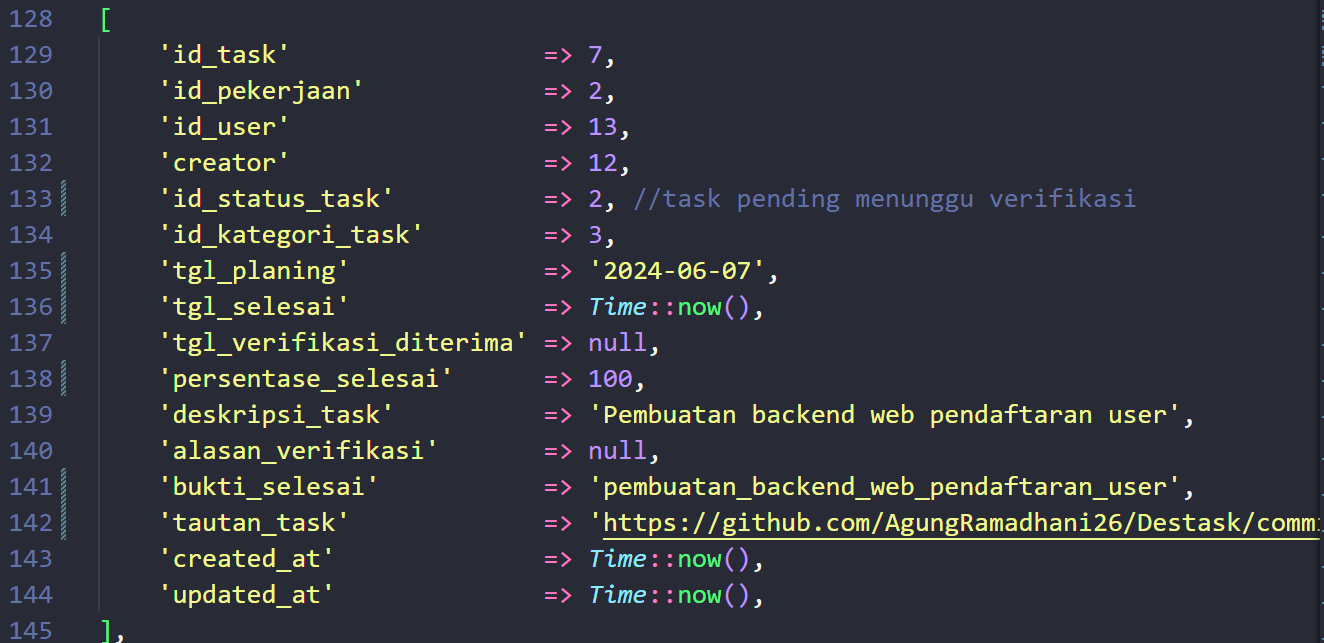 128 [
129 'id_task' => 7,
130 'id_pekerjaan' => 2,
131 'id_user' => 13,
132 'creator' => 12,
133 'id_status_task' => 2, //task pending menunggu verifikasi
134 'id_kategori_task' => 3,
135 'tgl_planing' => '2024-06-07',
136 'tgl_selesai' => Time::now(),
137 'tgl_verifikasi_diterima' => null,
138 'persentase_selesai' => 100,
139 'deskripsi_task' => 'Pembuatan backend web pendaftaran user',
140 'alasan_verifikasi' => null,
141 'bukti_selesai' => 'pembuatan_backend_web_pendaftaran_user',
142 'tautan_task' => 'https://github.com/AgungRamadhani26/Destask/comm
143 'created_at' => Time::now(),
144 'updated_at' => Time::now(),
145 ],